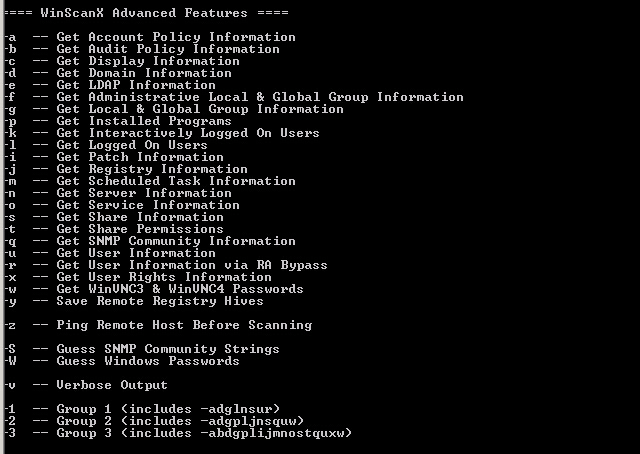 ==== WinScanX Advanced Features ====
-a  -- Get Account Policy Information
-b  -- Get Audit Policy Information
-c  -- Get Display Information
-d  -- Get Domain Information
-e  -- Get LDAP Information
-f  -- Get Administrative Local & Global Group Information
-g  -- Get Local & Global Group Information
-p  -- Get Installed Programs
-k  -- Get Interactively Logged On Users
-l  -- Get Logged On Users
-i  -- Get Patch Information
-j  -- Get Registry Information
-m  -- Get Scheduled Task Information
-n  -- Get Server Information
-o  -- Get Service Information
-s  -- Get Share Information
-t  -- Get Share Permissions
-q  -- Get SNMP Community Information
-u  -- Get User Information
-r  -- Get User Information via RA Bypass
-x  -- Get User Rights Information
-w  -- Get WinVNC3 & WinVNC4 Passwords
-y  -- Save Remote Registry Hives
-z  -- Ping Remote Host Before Scanning
-S  -- Guess SNMP Community Strings
-W  -- Guess Windows Passwords
-v  -- Verbose Output
-1  -- Group 1 (includes -adglnsur)
-2  -- Group 2 (includes -adgpljnsquw)
-3  -- Group 3 (includes -abdgplijmnostquxw)